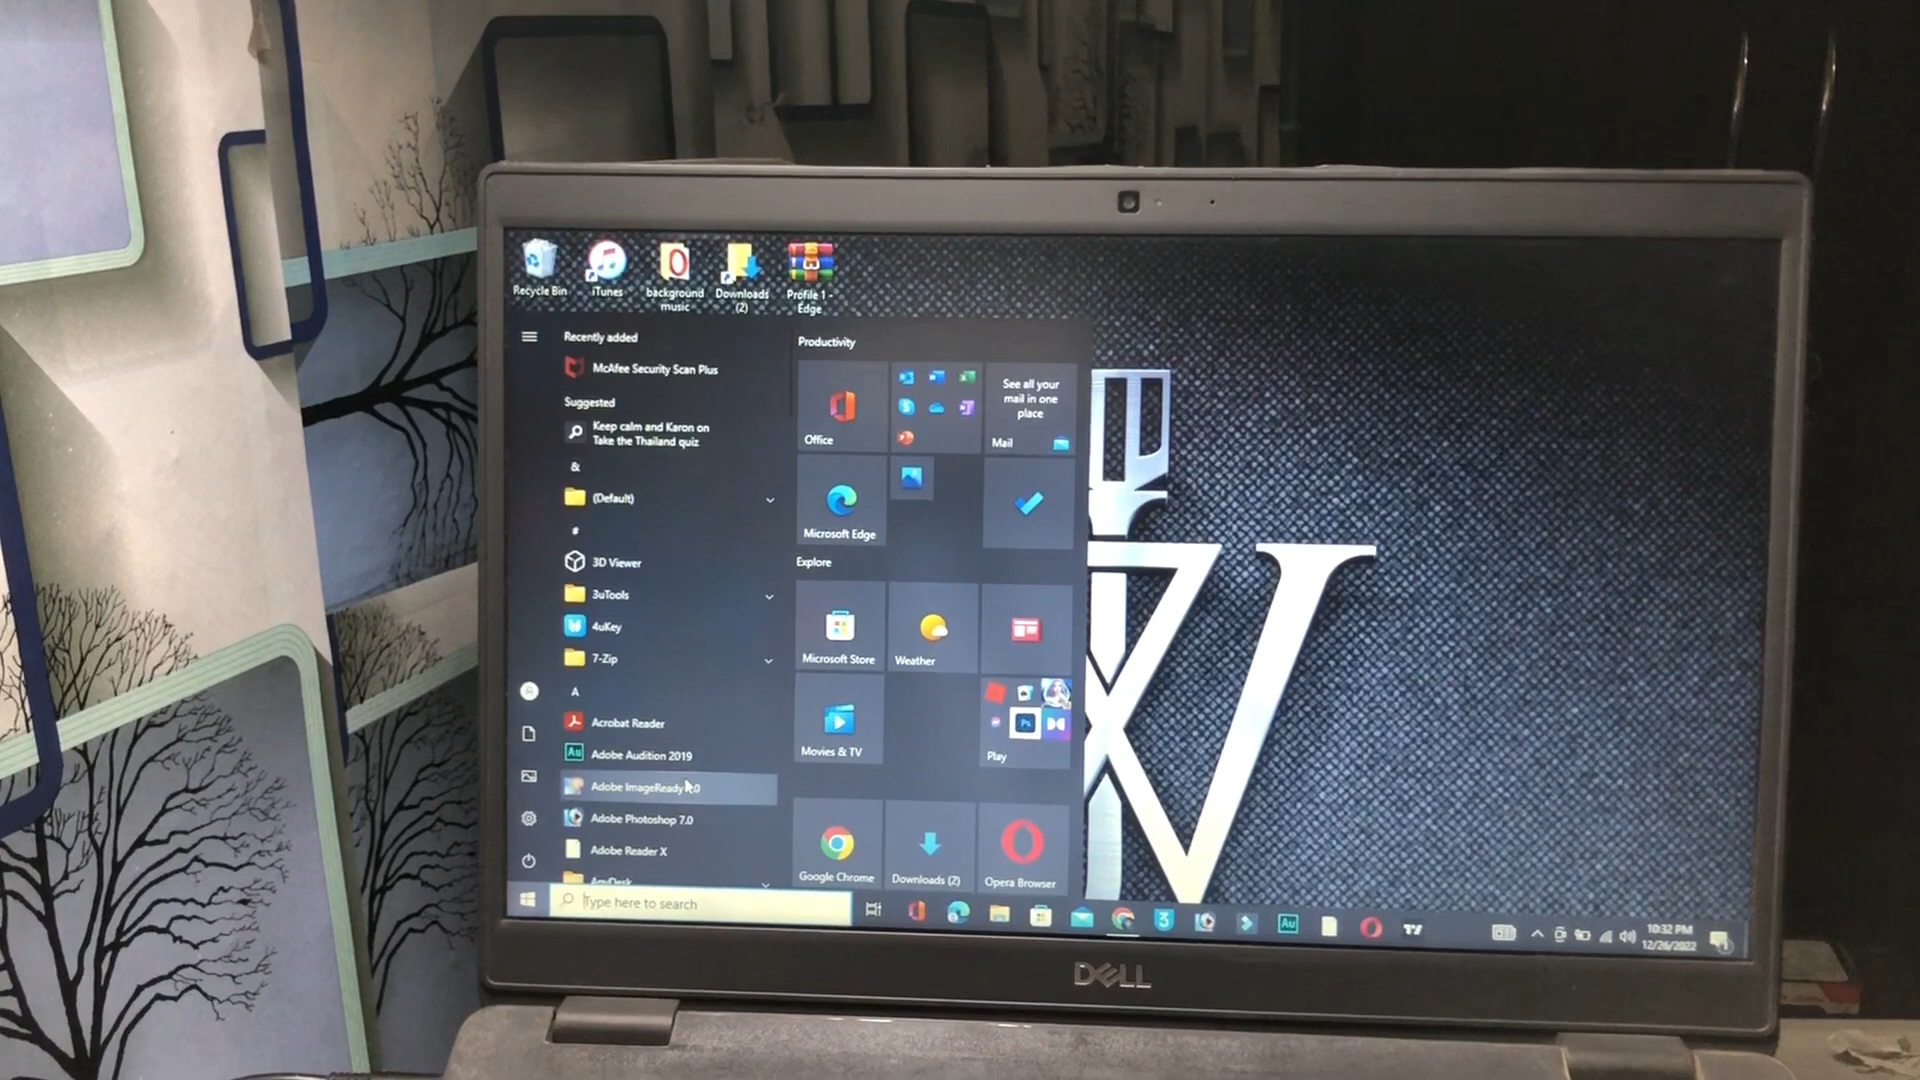 Recycle Bin
iTunes
background
music
Downloads
(2)
Profile 1 -
Edge
Recently added
McAfee Security Scan Plus
Suggested
Keep calm and Karon on
Take the Thailand quiz
&
(Default)
#
3D Viewer
3uTools
4uKey
7-Zip
A
Acrobat Reader
Au
Adobe Audition 2019
Adobe ImageReady 7.0
Adobe Photoshop 7.0
Adobe Reader X
AnyDesk
Productivity
Office
See all your
mail in one
place
Mail
Microsoft Edge
Explore
Microsoft Store
Weather
Movies & TV
Ps
Play
Google Chrome
Downloads (2)
Opera Browser
Type here to search
Au
10:32 PM
12/26/2022
DELL